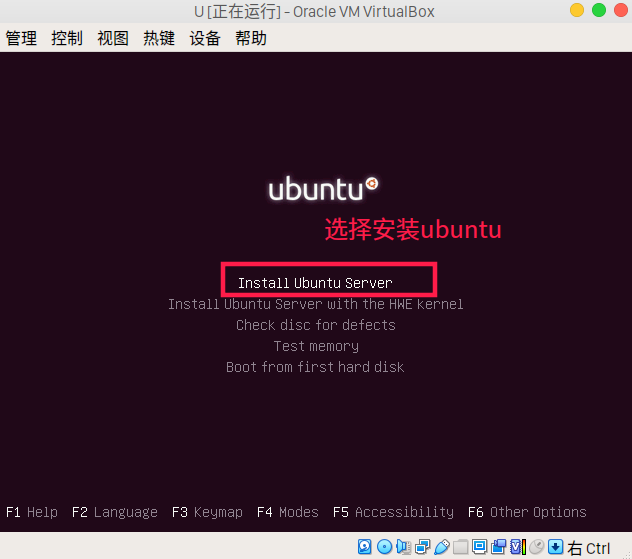 U [正在运行] - Oracle VM VirtualBox
管理 控制 视图 热键 设备 帮助
ubuntu
选择安装ubuntu
Install Ubuntu Server
Install Ubuntu Server with the HWE kernel
Check disc for defects
Test memory
Boot from first hard disk
F1 Help F2 Language F3 Keymap F4 Modes F5 Accessibility F6 Other Options
右 Ctrl